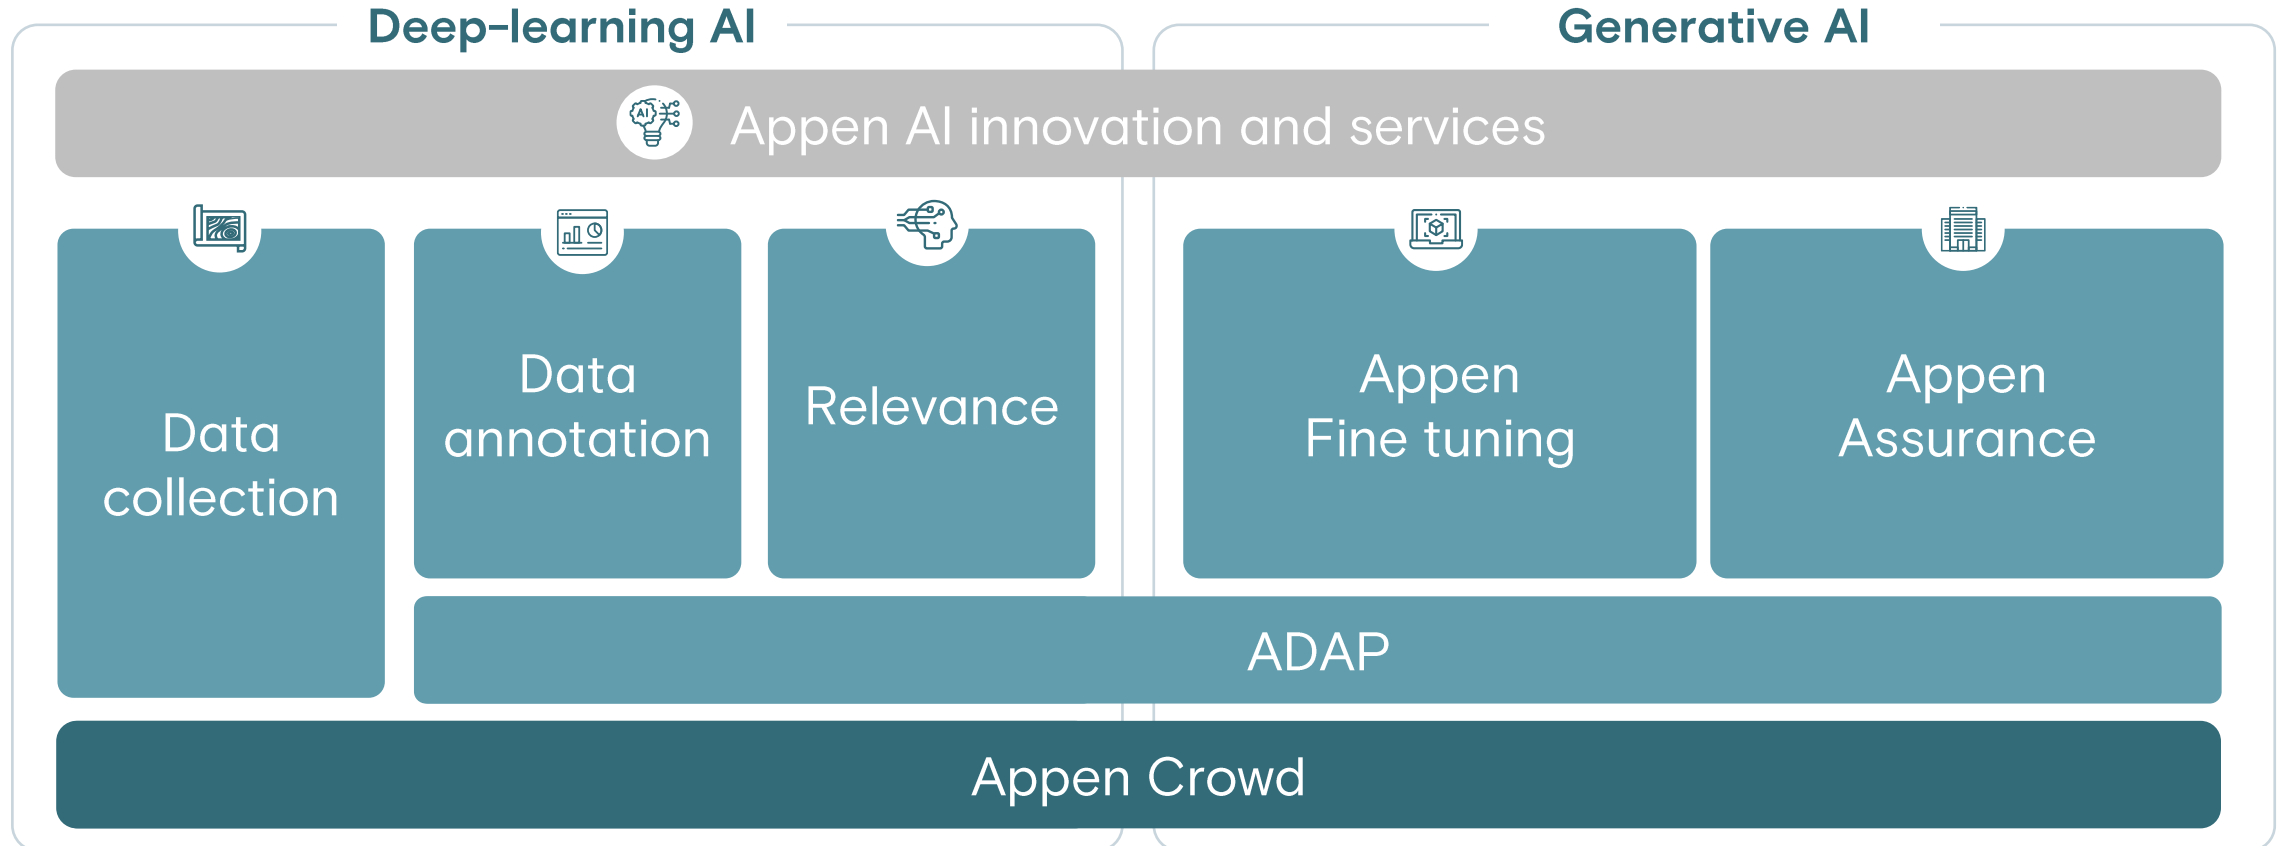 Deep-learning AI
Generative AI
AI
Appen AI innovation and services
Data
collection
Data
annotation
Relevance
Appen
Fine tuning
Appen
Assurance
ADAP
Appen Crowd